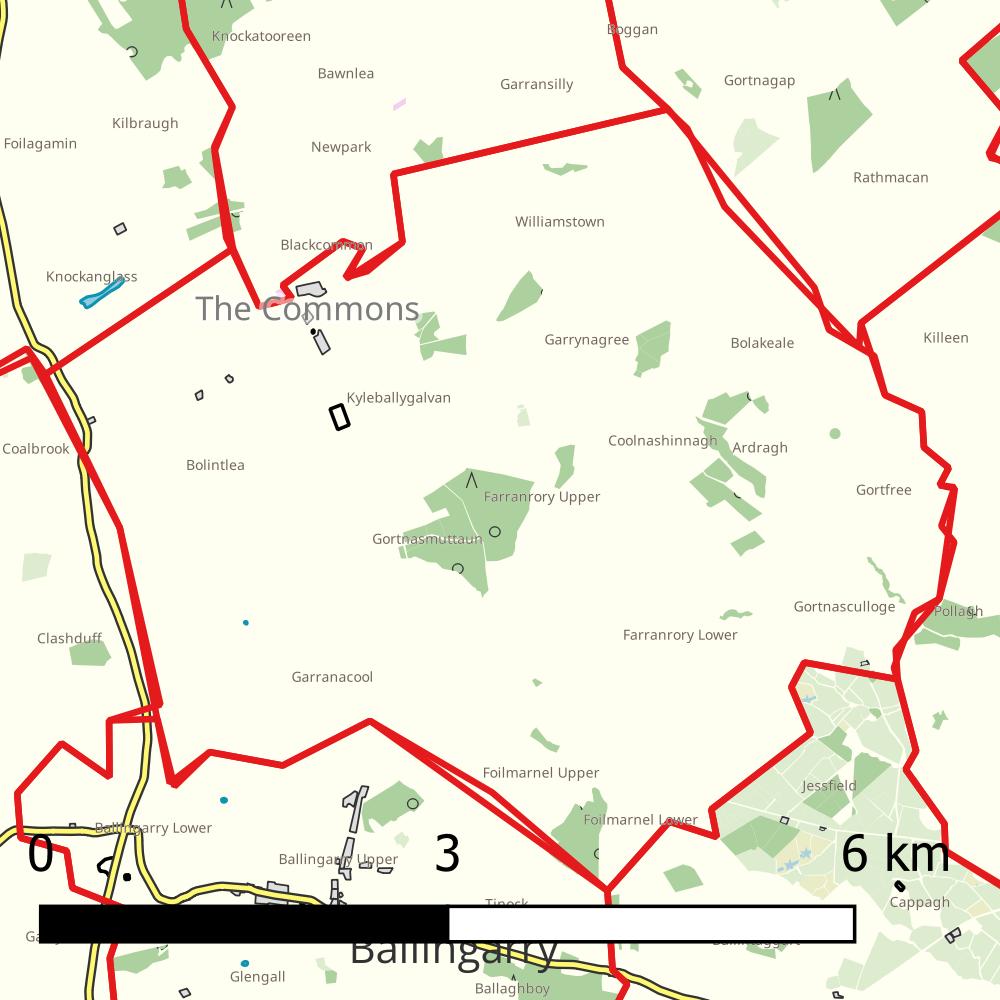 Boggan
Knockatooreen
Bawnlea
Garransilly
Gortnagap
Kilbraugh
Foilagamin
Newpark
Rathmacan
Williamstown
Blackcommon
Knockanglass
The Commons
Garrynagree
Bolakeale
Killeen
Kyleballygalvan
Coolnashinnagh
Ardragh
Coalbrook
Bolintlea
Gortfree
Farranrory Upper
Gortnasmuttaun
Gortnasculloge
Pollagh
Clashduff
Farranrory Lower
Garranacool
Foilmarnel Upper
Jessfield
Foilmarnel Lower
Ballingarry Lower
0
3
6 km
Ballingarry Upper
Cappagh
Ballingarry
Glengall
Ballaghboy